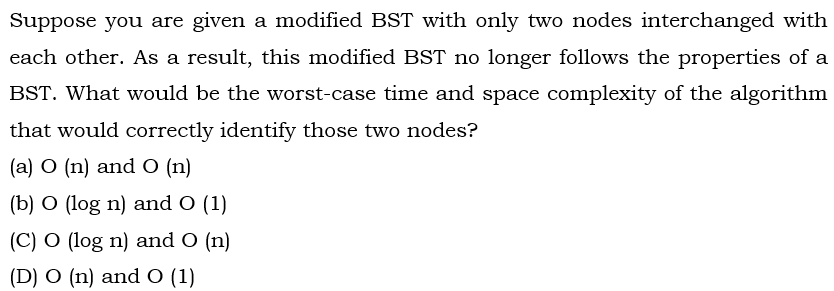 Suppose you are given a modified BST with only two nodes interchanged with
each other. As a result, this modified BST no longer follows the properties of a
BST. What would be the worst-case time and space complexity of the algorithm
that would correctly identify those two nodes?
(a) O (n) and O (n)
(b) O (log n) and O (1)
(C) O (log n) and O (n)
(D) O (n) and O (1)